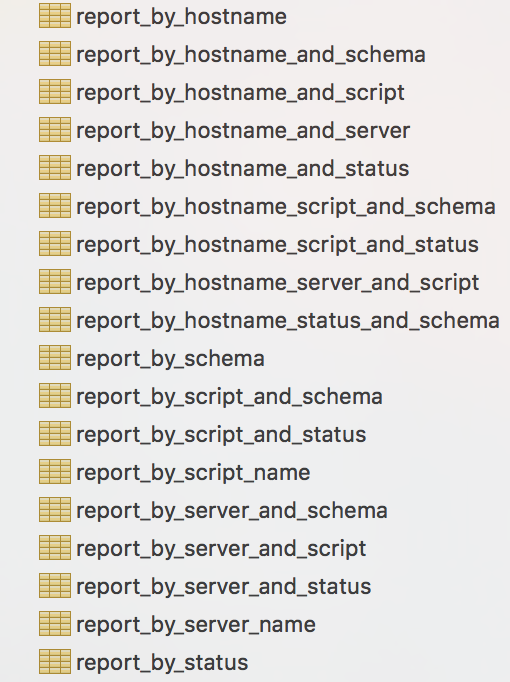 report_by_hostname
report_by_hostname_and_schema
report_by_hostname_and_script
report_by_hostname_and_server
report_by_hostname_and_status
report_by_hostname_script_and_schema
report_by_hostname_script_and_status
report_by_hostname_server_and_script
report_by_hostname_status_and_schema
report_by_schema
report_by_script_and_schema
report_by_script_and_status
report_by_script_name
report_by_server_and_schema
report_by_server_and_script
report_by_server_and_status
report_by_server_name
report_by_status